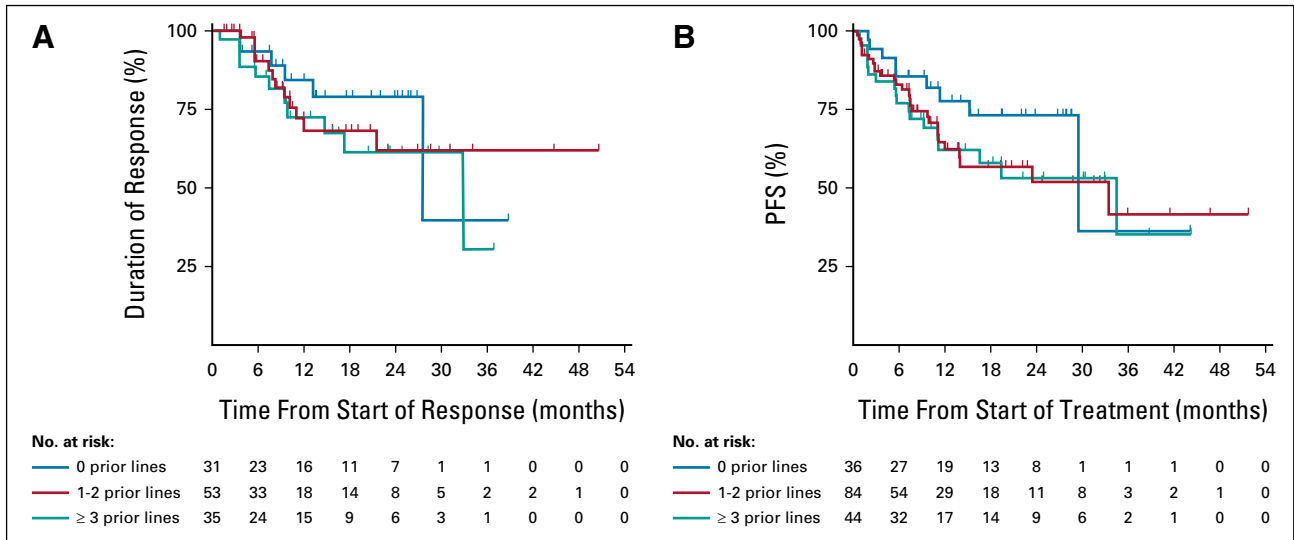 A
Duration of Response (%)
100
75
50
25
0 6 12 18 24 30 36 42 48 54
Time From Start of Response (months)
No. at risk:
0 prior lines 31 23 16 11 7 1 1 0 0 0
1-2 prior lines 53 33 18 14 8 5 2 2 1 0
≥ 3 prior lines 35 24 15 9 6 3 1 0 0 0
B
PFS (%)
100
75
50
25
0 6 12 18 24 30 36 42 48 54
Time From Start of Treatment (months)
No. at risk:
0 prior lines 36 27 19 13 8 1 1 1 0 0
1-2 prior lines 84 54 29 18 11 8 3 2 1 0
≥ 3 prior lines 44 32 17 14 9 6 2 1 0 0